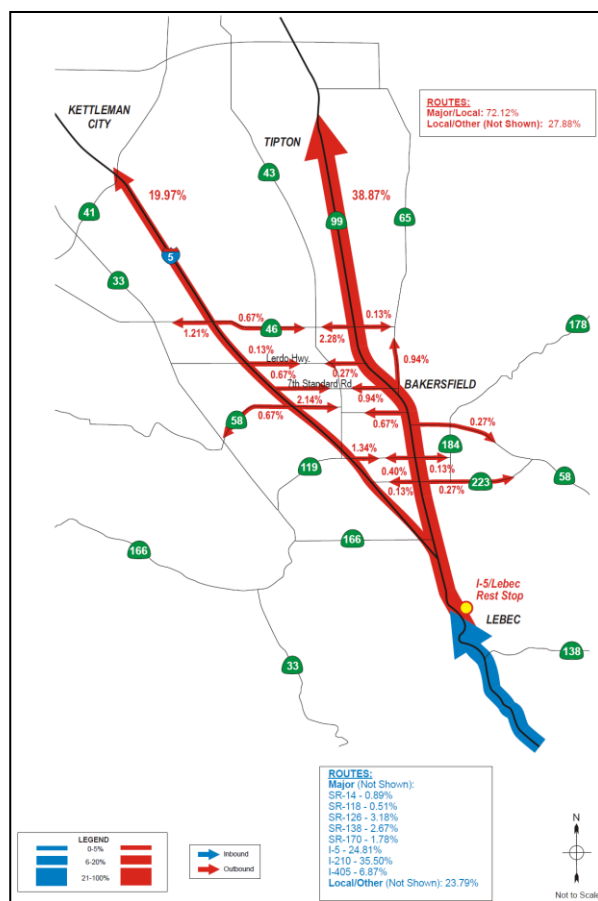 KETTLEMAN
CITY
TIPTON
ROUTES:
Major/Local: 72.12%
Local/Other (Not Shown): 27.88%
19.97%
38.87%
43
41
99
65
5
33
178
0.67%
0.13%
46
1.21%
2.28%
0.13%
Lerdo Hwy.
0.94%
0.67%
0.27%
7th Standard Rd
BAKERSFIELD
2.14%
0.94%
58
0.67%
0.67%
0.27%
184
1.34%
119
0.40%
0.13%
58
0.13%
0.27%
223
166
166
I-5/Lebec
Rest Stop
LEBEC
138
33
ROUTES:
Major (Not Shown):
SR-14 - 0.89%
SR-118 - 0.51%
SR-126 - 3.18%
SR-138 - 2.67%
SR-170 - 1.78%
I-5 - 24.81%
I-210 - 35.50%
I-405 - 6.87%
Local/Other (Not Shown): 23.79%
LEGEND
0-5%
6-20%
21-100%
Inbound
Outbound
N
Not to Scale